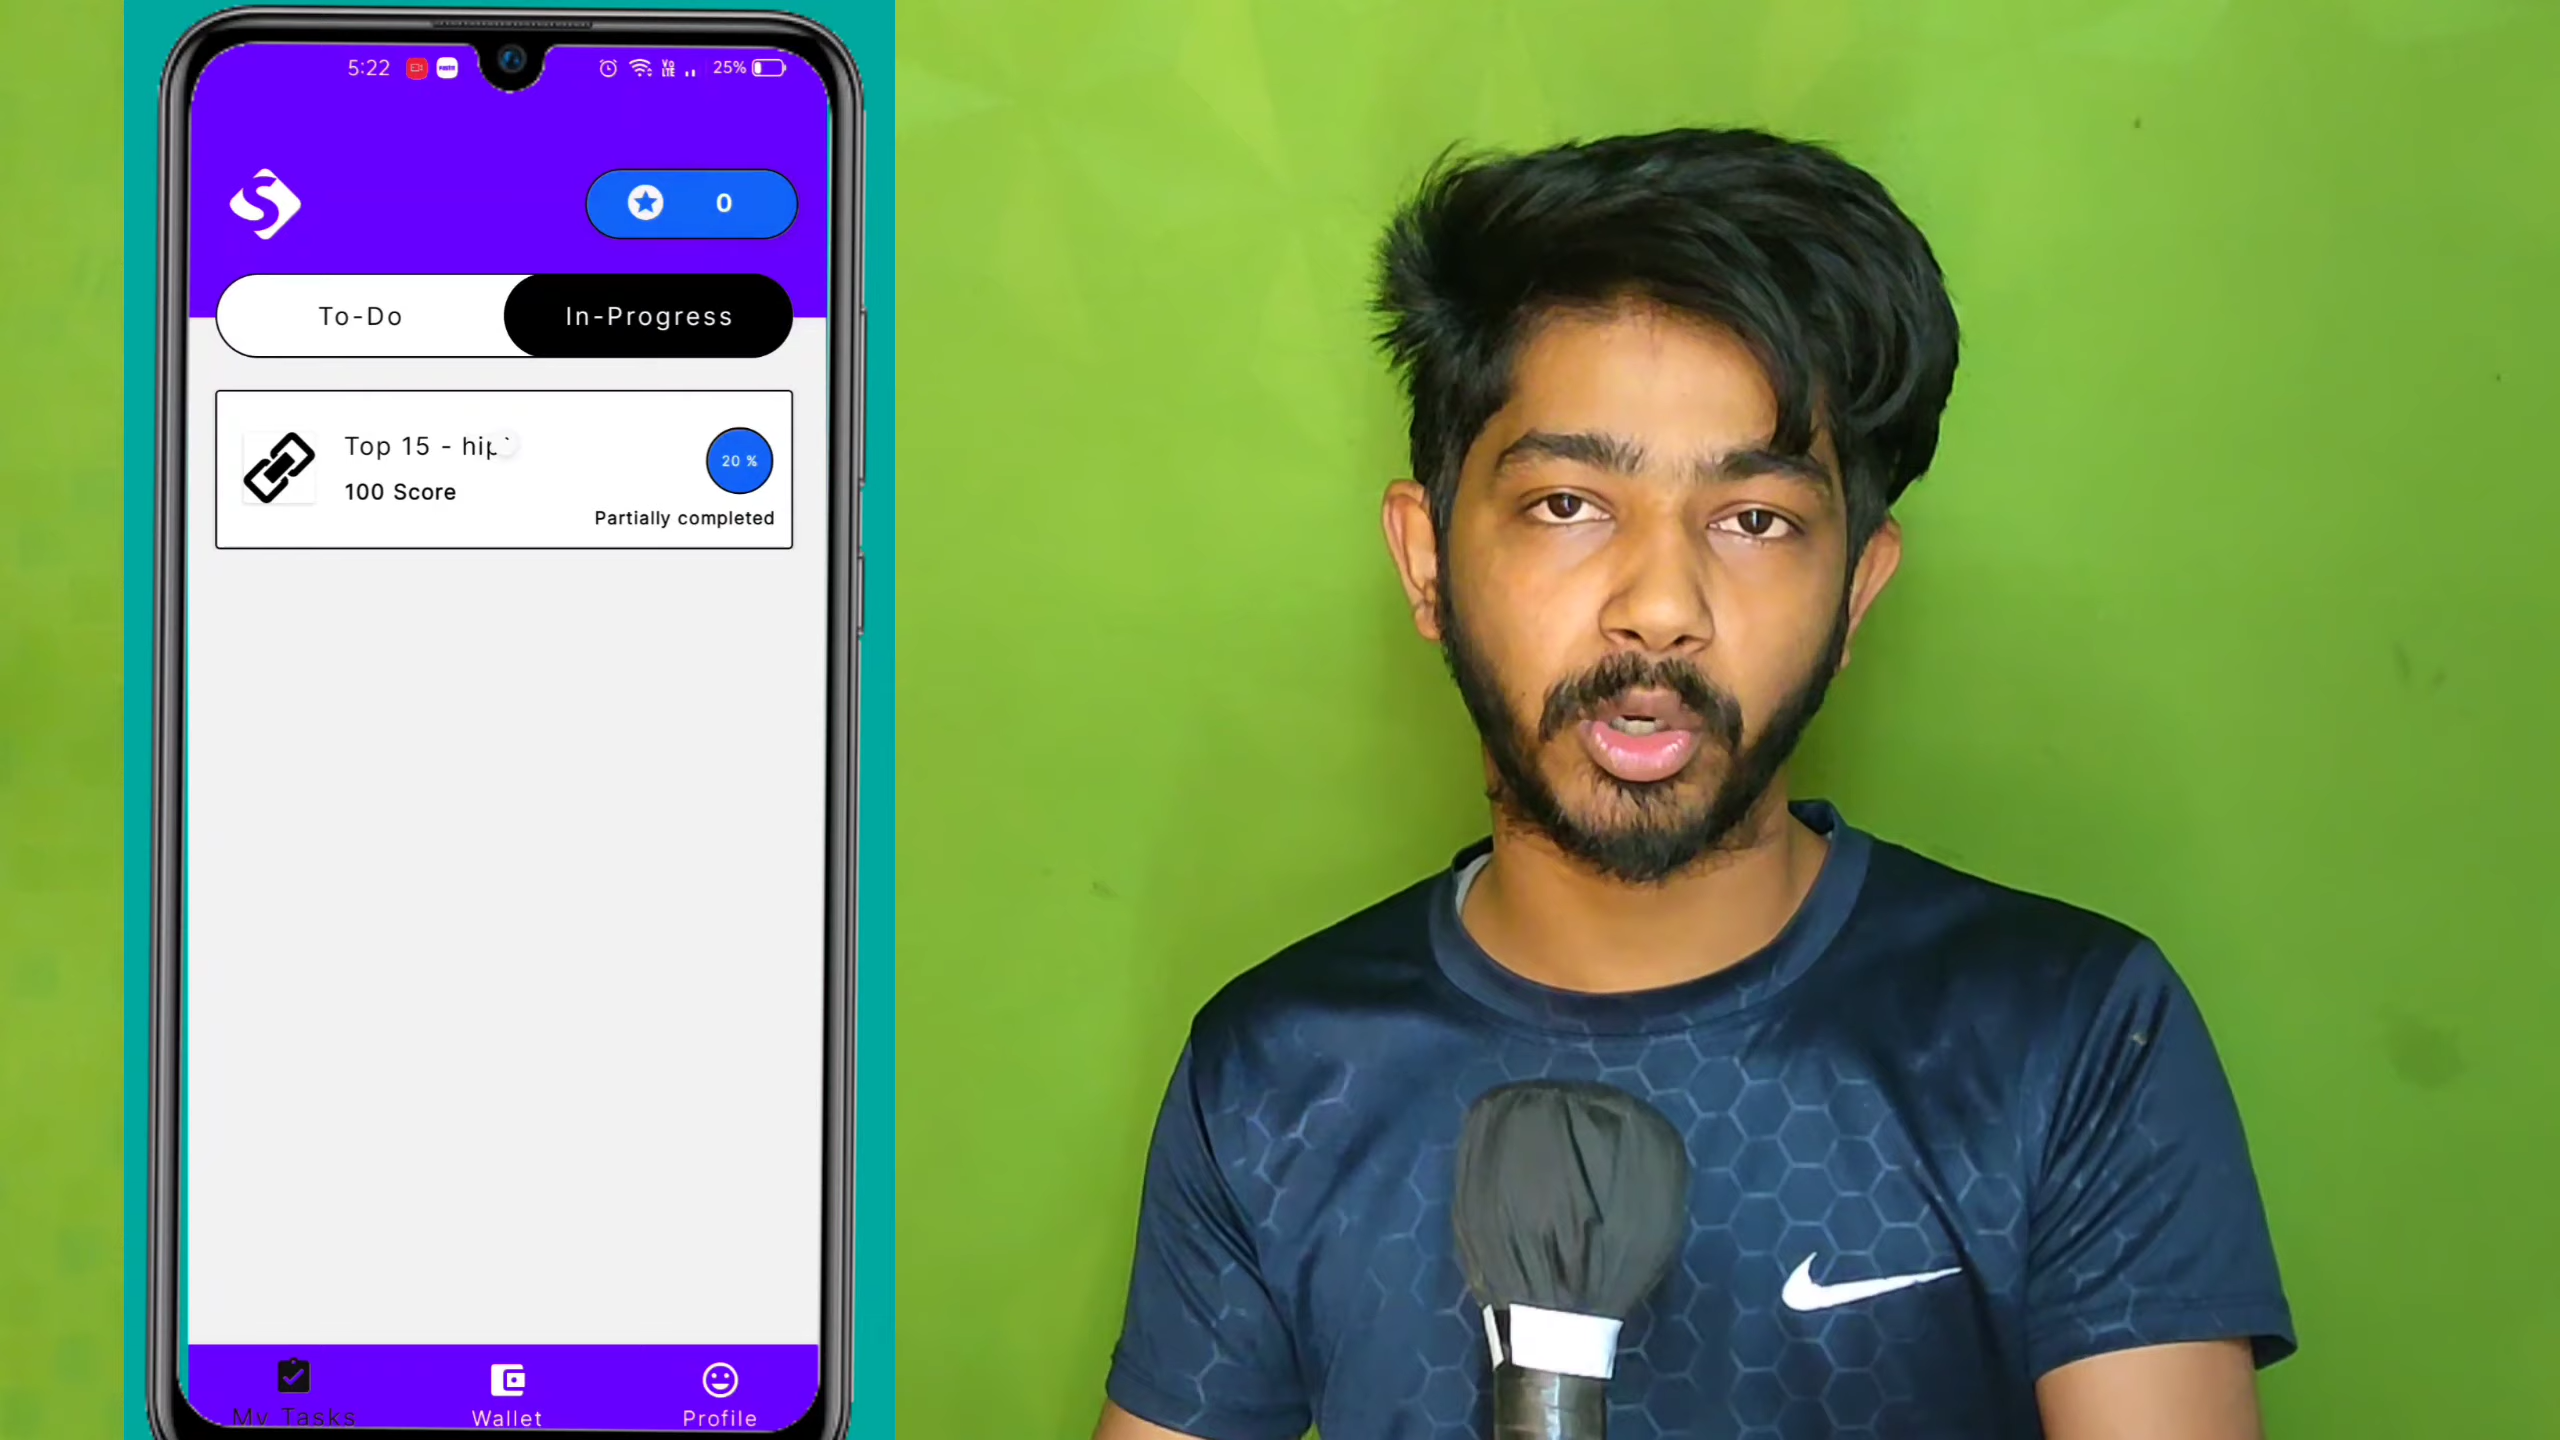 5:22
25%
0
To-Do
In-Progress
Top 15 -
20 %
100 Score
Partially completed
My Tasks
Wallet
Profile